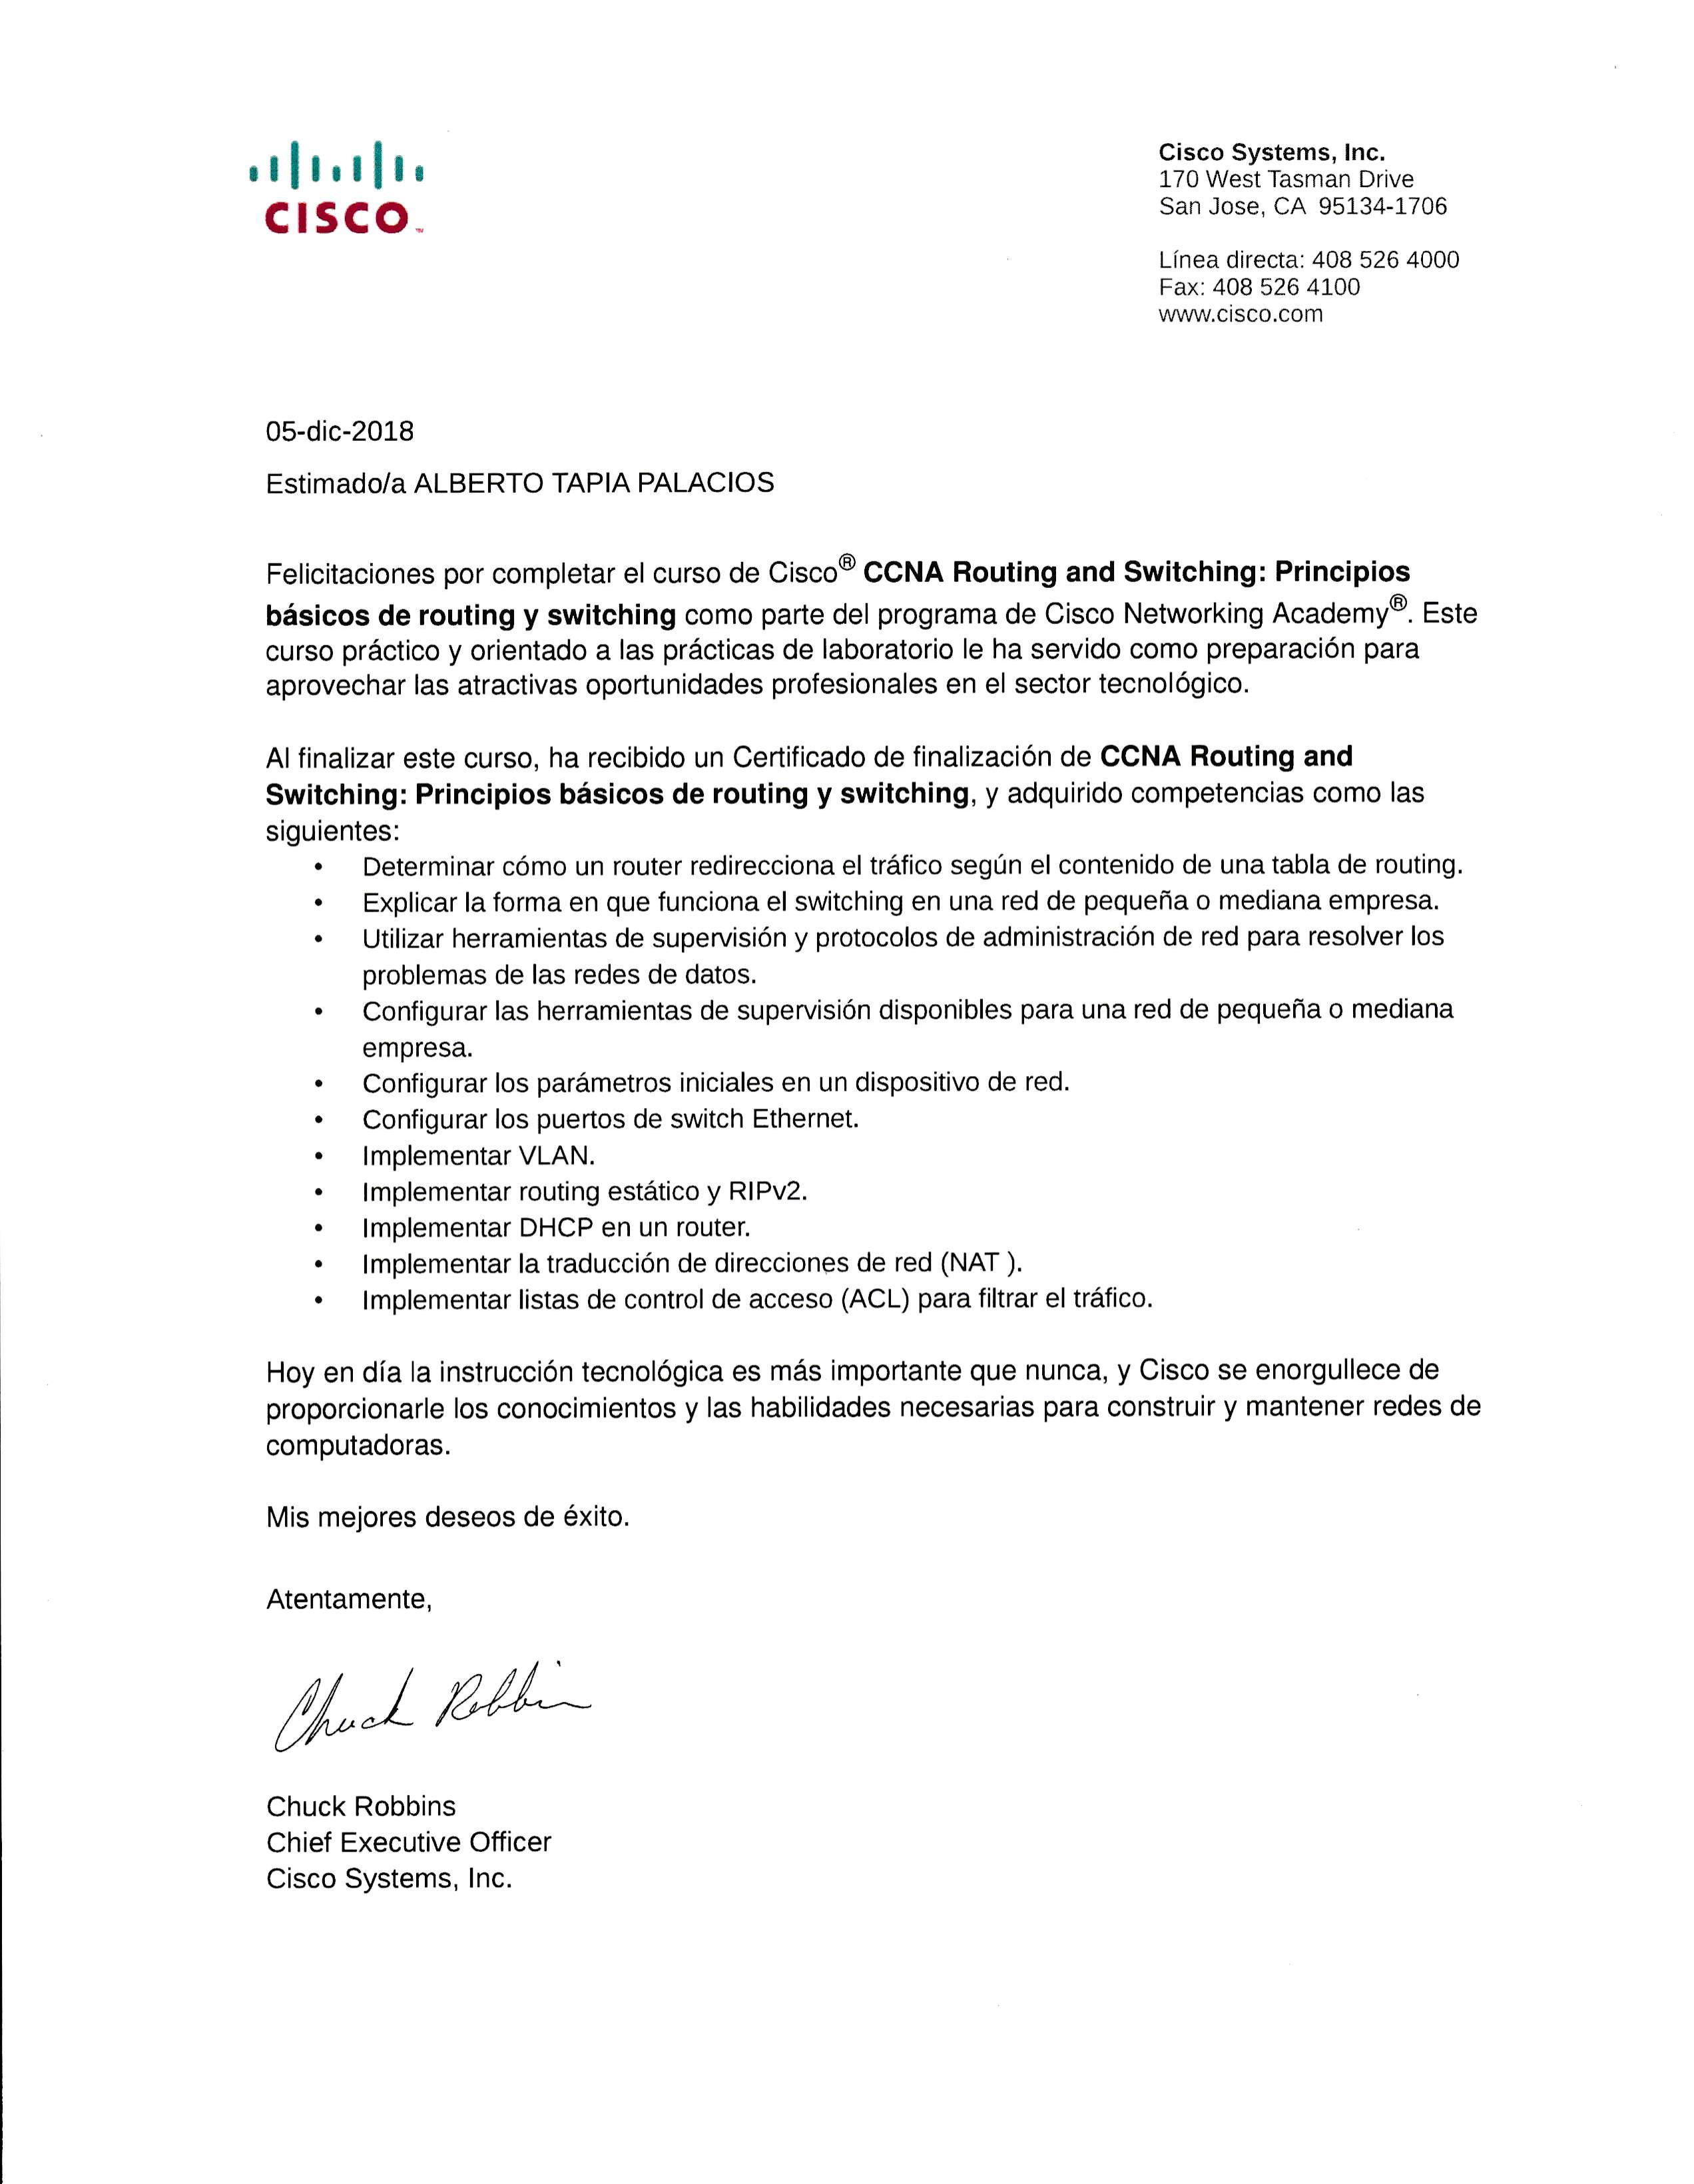 CISCO™
Cisco Systems, Inc.
170 West Tasman Drive
San Jose, CA 95134-1706
Línea directa: 408 526 4000
Fax: 408 526 4100
www.cisco.com
05-dic-2018
Estimado/a ALBERTO TAPIA PALACIOS
Felicitaciones por completar el curso de Cisco® CCNA Routing and Switching: Principios
básicos de routing y switching como parte del programa de Cisco Networking Academy®. Este
curso práctico y orientado a las prácticas de laboratorio le ha servido como preparación para
aprovechar las atractivas oportunidades profesionales en el sector tecnológico.
Al finalizar este curso, ha recibido un Certificado de finalización de CCNA Routing and
Switching: Principios básicos de routing y switching, y adquirido competencias como las
siguientes:
• Determinar cómo un router redirecciona el tráfico según el contenido de una tabla de routing.
• Explicar la forma en que funciona el switching en una red de pequeña o mediana empresa.
• Utilizar herramientas de supervisión y protocolos de administración de red para resolver los
problemas de las redes de datos.
• Configurar las herramientas de supervisión disponibles para una red de pequeña o mediana
empresa.
• Configurar los parámetros iniciales en un dispositivo de red.
• Configurar los puertos de switch Ethernet.
• Implementar VLAN.
• Implementar routing estático y RIPv2.
• Implementar DHCP en un router.
• Implementar la traducción de direcciones de red (NAT ).
• Implementar listas de control de acceso (ACL) para filtrar el tráfico.
Hoy en día la instrucción tecnológica es más importante que nunca, y Cisco se enorgullece de
proporcionarle los conocimientos y las habilidades necesarias para construir y mantener redes de
computadoras.
Mis mejores deseos de éxito.
Atentamente,
Chuck Robbins
Chuck Robbins
Chief Executive Officer
Cisco Systems, Inc.